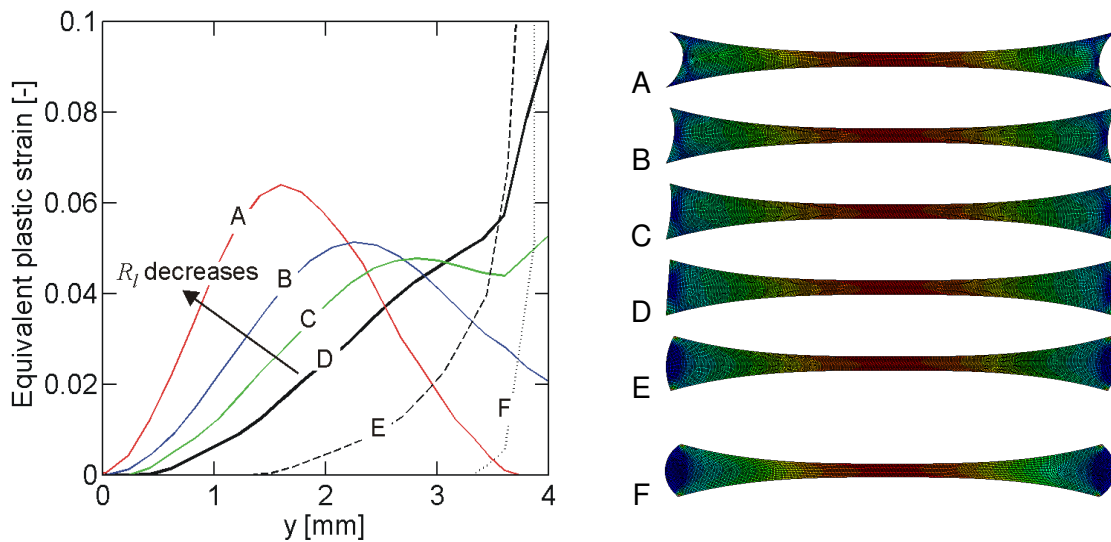 Equivalent plastic strain [-]
0.1
0.08
0.06
0.04
0.02
0
A
B
C
D
E
F
R_l decreases
0
1
2
3
4
y [mm]
A
B
C
D
E
F